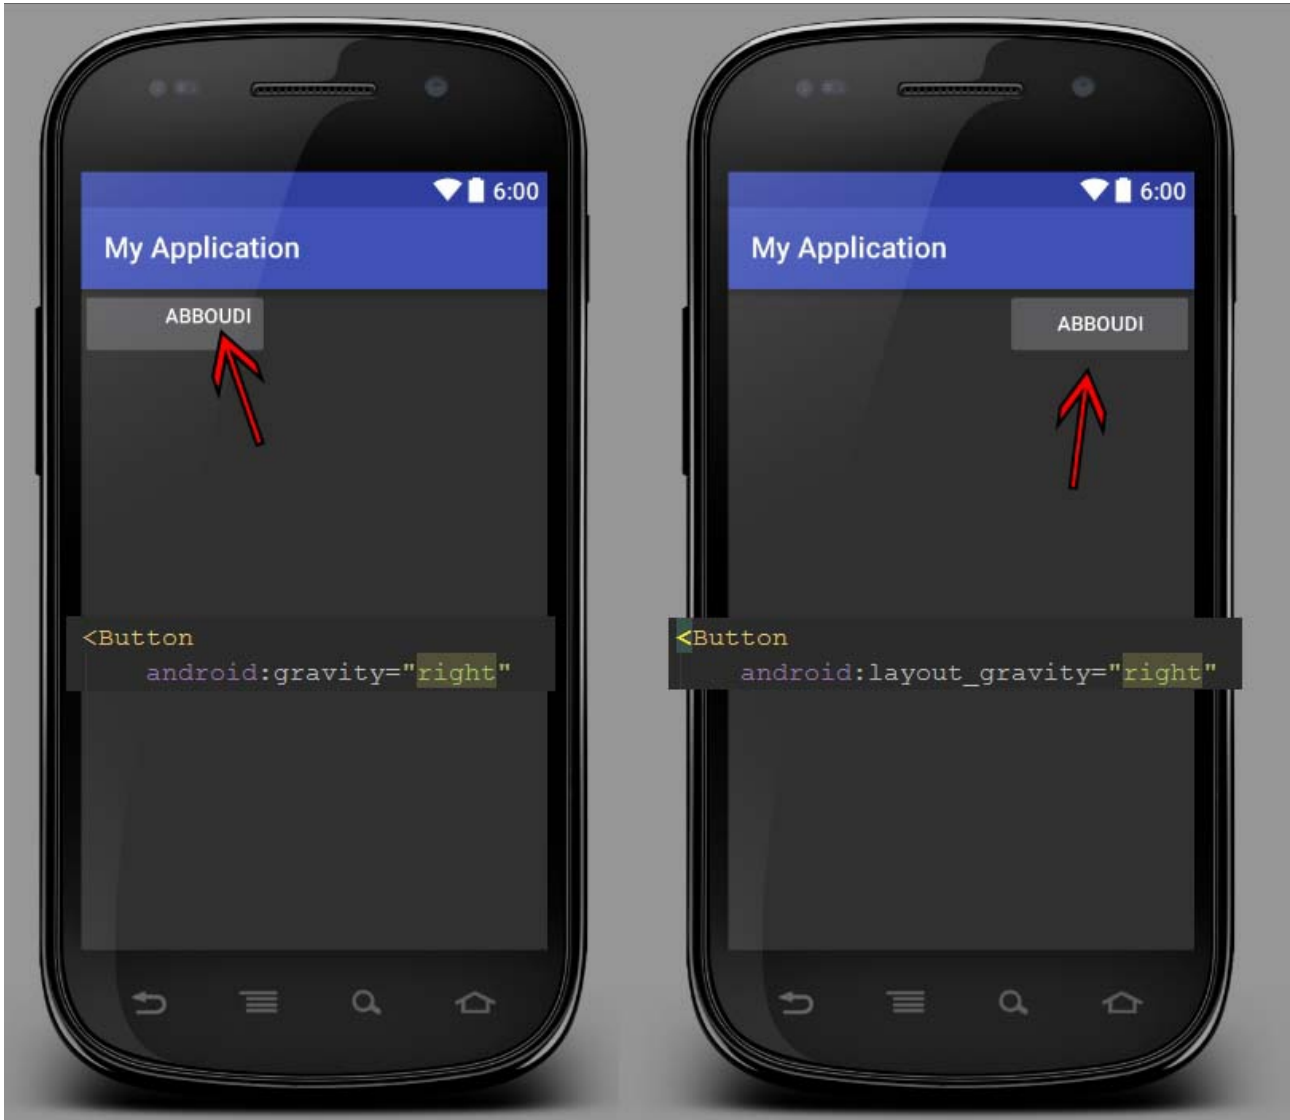 6:00
My Application
ABBOUDI
<Button
android:gravity="right"
6:00
My Application
ABBOUDI
<Button
android:layout_gravity="right"